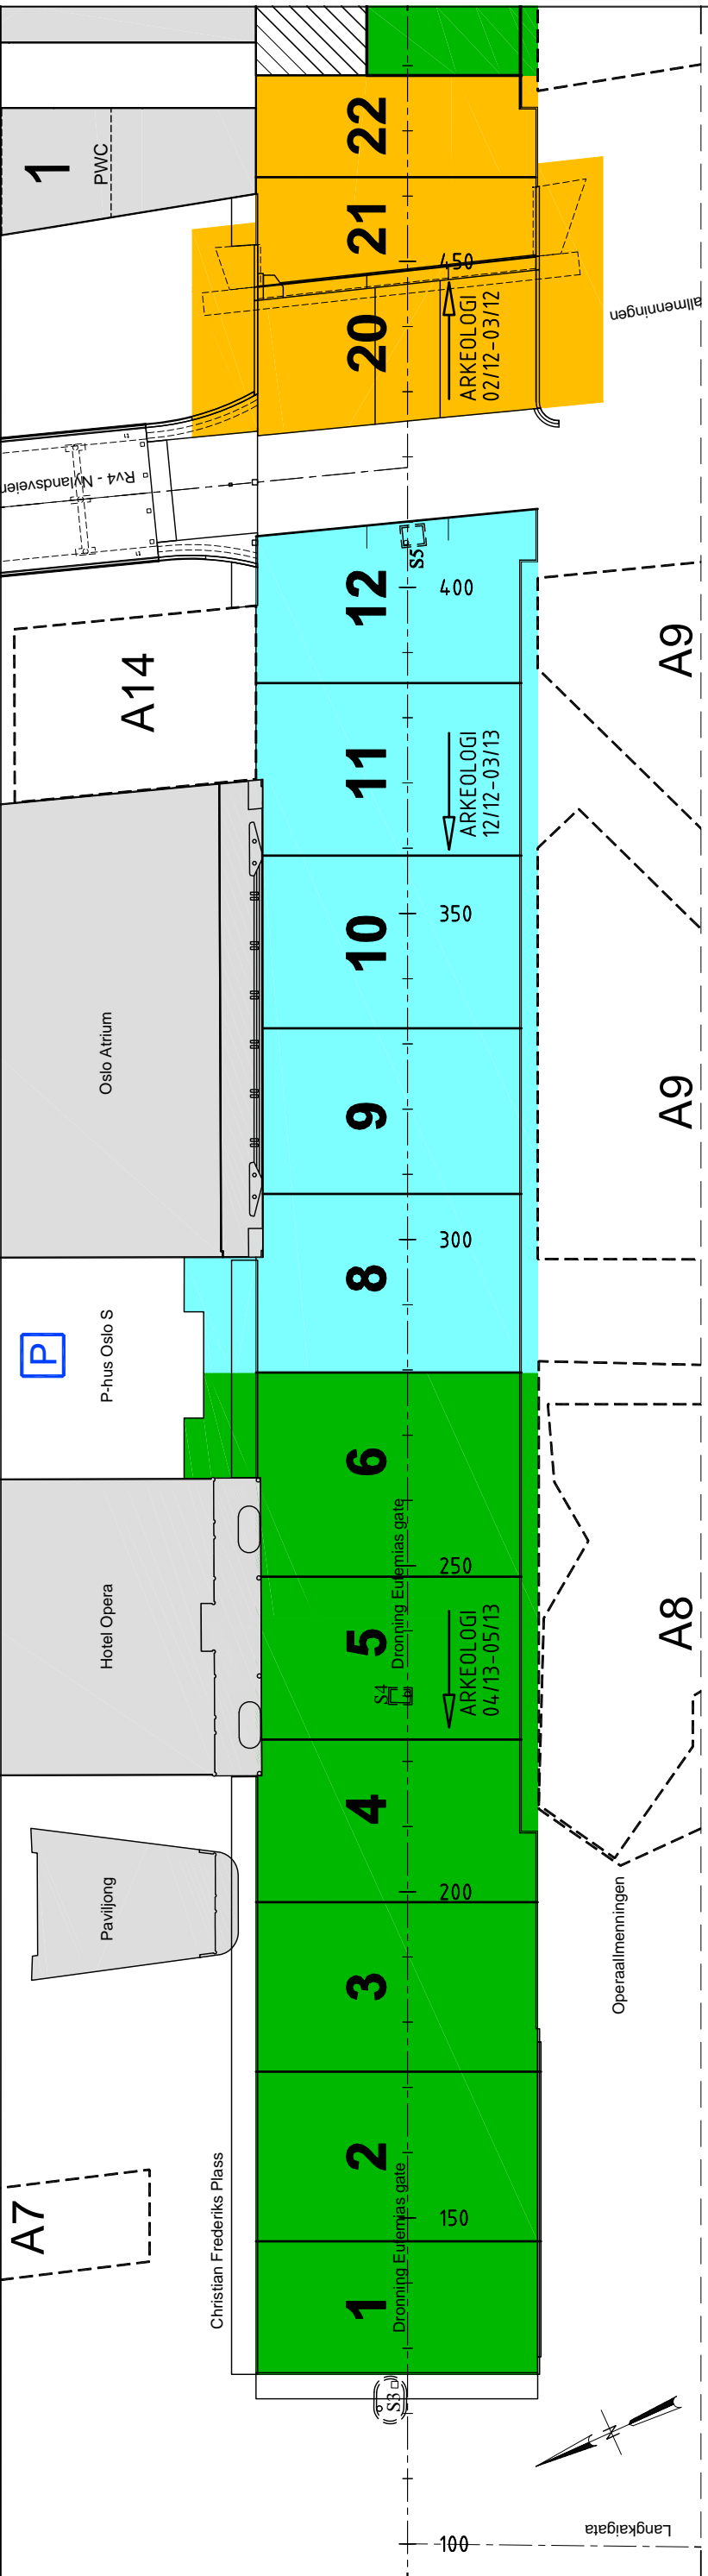 1
PWC
22
21
450
20
ARKEOLOGI
02/12-03/12
allmenningen
Rv4 - Nylandsveien
S5
12
400
A14
A9
11
ARKEOLOGI
12/12-03/13
10
350
Oslo Atrium
9
A9
300
8
P-hus Oslo S
P
6
Dronning Eufemias gate
250
Hotel Opera
5
ARKEOLOGI
04/13-05/13
A8
S4
4
200
Paviljong
Operaallmenningen
3
2
Dronning Eufemias gate
150
A7
Christian Frederiks Plass
1
S3
N
Langkaigata
100